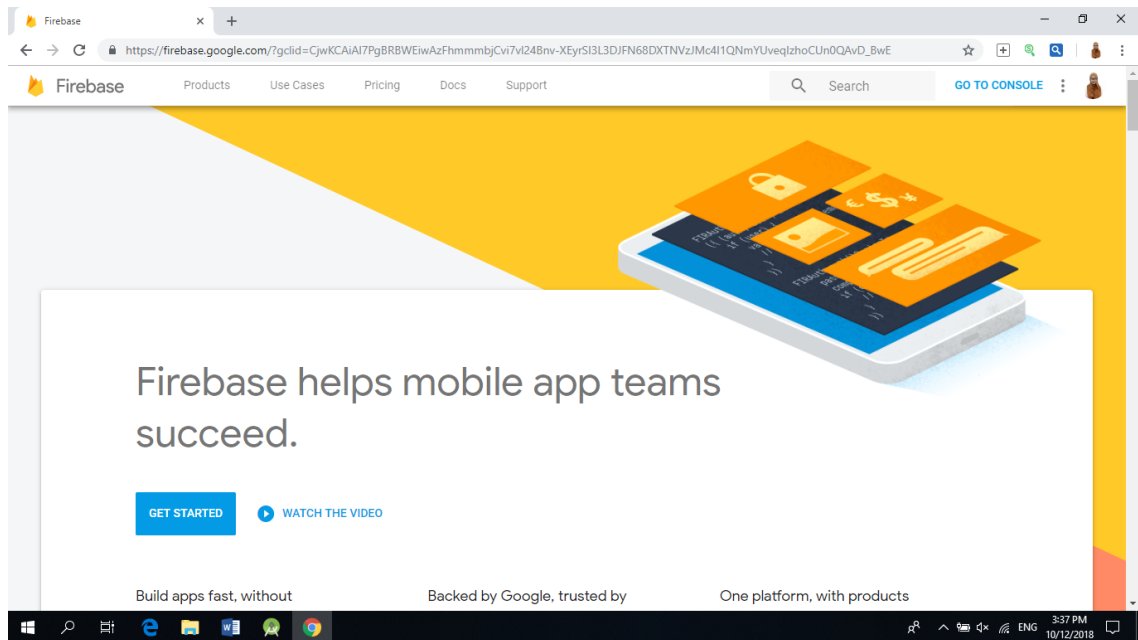 Firebase
https://firebase.google.com/?gclid=CjwKCAiAl7PgBRBWEiwAzFhmmmbjCvi7vl24Bnv-XEyrSI3L3DJFN68DXTNVzJMc4I1QNmYUveqIzhoCUn0QAvD_BwE
Firebase Products Use Cases Pricing Docs Support Search GO TO CONSOLE
Firebase helps mobile app teams
succeed.
GET STARTED WATCH THE VIDEO
Build apps fast, without Backed by Google, trusted by One platform, with products
ENG 3:37 PM
10/12/2018